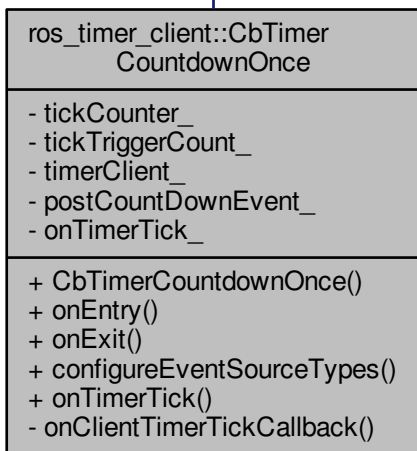 ros_timer_client::CbTimer
CountdownOnce
- tickCounter_
- tickTriggerCount_
- timerClient_
- postCountDownEvent_
- onTimerTick_
+ CbTimerCountdownOnce()
+ onEntry()
+ onExit()
+ configureEventSourceTypes()
+ onTimerTick()
- onClientTimerTickCallback()